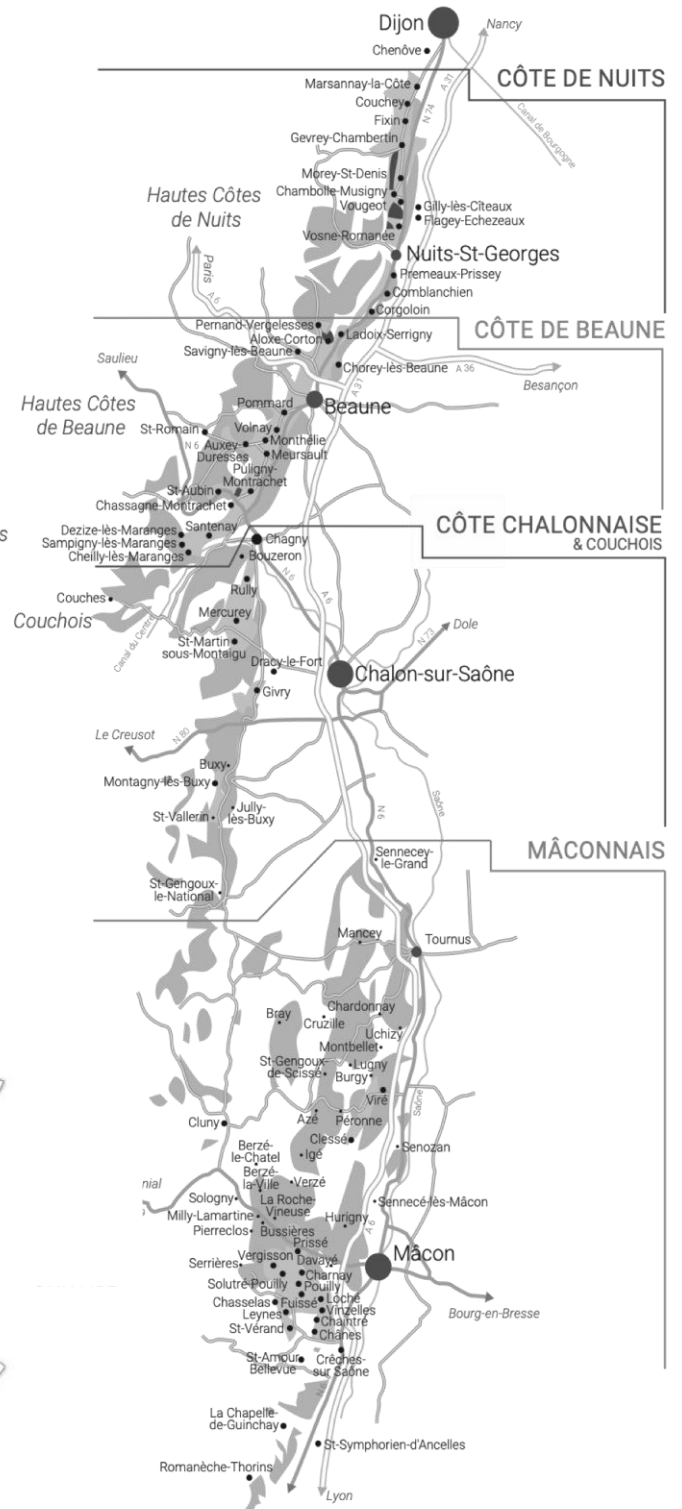 Dijon
Nancy
Chenôve
CÔTE DE NUITS
Marsannay-la-Côte
A 31
Couchey
N 74
Fixin
Canal de Bourgogne
Gevrey-Chambertin
Morey-St-Denis
Hautes Côtes
de Nuits
Chambolle-Musigny
Vougeot
Gilly-lès-Cîteaux
Flagey-Echezeaux
Vosne-Romanée
Nuits-St-Georges
Paris
A 6
Premeaux-Prissey
Comblanchien
Corgoloin
Pernand-Vergelesses
CÔTE DE BEAUNE
Aloxe-Corton
Ladoix-Serrigny
Savigny-lès-Beaune
Saulieu
Chorey-lès-Beaune
A 36
A 31
Besançon
Hautes Côtes
de Beaune
Pommard
Beaune
St-Romain
Volnay
N 6
Auxey
Duresses
Monthélie
Meursault
Puligny-
Montrachet
St-Aubin
Chassagne-Montrachet
CÔTE CHALONNAISE
& COUCHOIS
s
Dezize-lès-Maranges
Santenay
Sampigny-lès-Maranges
Chagny
Cheilly-lès-Maranges
Bouzeron
N 6
A 6
Rully
Couches
Couchois
Canal du Centre
Mercurey
Dole
N 73
St-Martin
sous-Montaigu
Dracy-le-Fort
Chalon-sur-Saône
Givry
Le Creusot
N 80
Buxy
Montagny-lès-Buxy
Saône
St-Vallerin
Jully-
lès-Buxy
N 6
MÂCONNAIS
Sennecey-
le-Grand
St-Gengoux-
le-National
Mancey
Tournus
Chardonnay
Bray
Cruzille
Uchizy
Montbellet
St-Gengoux-
de-Scissé
Lugny
Burgy
Viré
Saône
Azé
Péronne
Cluny
Clessé
Senozan
Berzé-
le-Chatel
Igé
Berzé-
la-Ville
Verzé
nial
Sologny
La Roche-
Vineuse
Sennecé-lès-Mâcon
Milly-Lamartine
Hurigny
Pierreclos
Bussières
A 6
Prissé
Mâcon
Vergisson
Davayé
Serrières
Charnay
Solutré-Pouilly
Pouilly
Chasselas
Fuissé
Loché
Bourg-en-Bresse
Leynes
Vinzelles
Chaintré
St-Vérand
Chânes
St-Amour
Bellevue
Crêches-
sur Saône
N 6
La Chapelle-
de-Guinchay
St-Symphorien-d'Ancelles
Romanèche-Thorins
Lyon